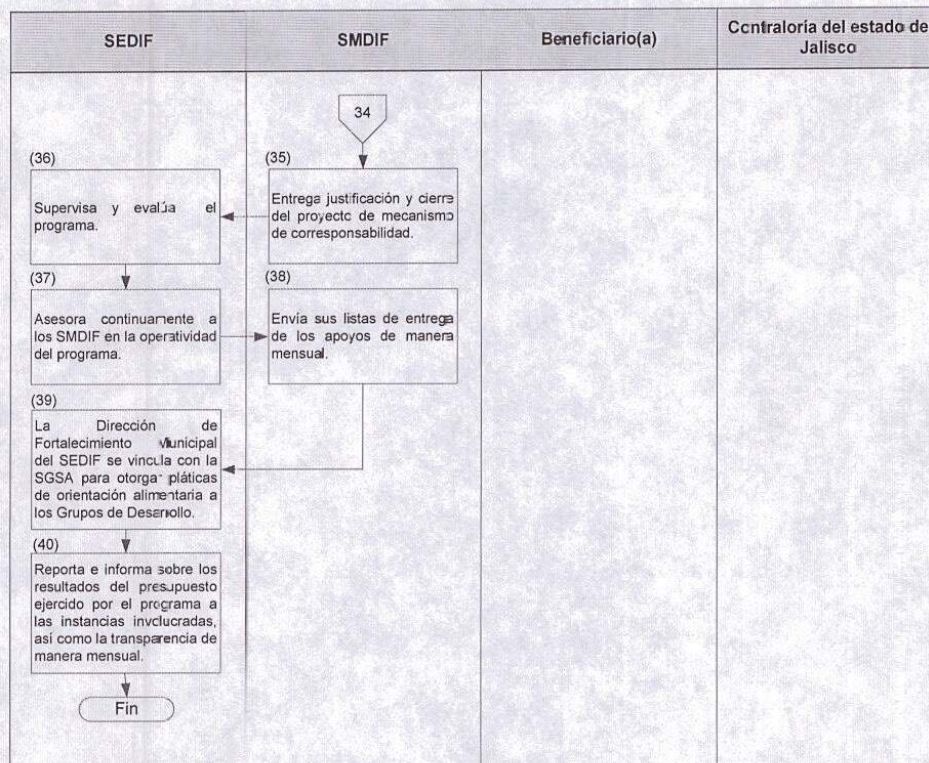 SEDIF
SMDIF
Beneficiario(a)
Contraloría del estado de
Jalisco
34
(35)
Entrega justificación y cierre
del proyecto de mecanismo
de corresponsabilidad.
(36)
Supervisa y evalúa el
programa.
(37)
Asesora continuamente a
los SMDIF en la operatividad
del programa.
(38)
Envía sus listas de entrega
de los apoyos de manera
mensual.
(39)
La Dirección de
Fortalecimiento Municipal
del SEDIF se vincula con la
SGSA para otorgar pláticas
de orientación alimentaria a
los Grupos de Desarrollo.
(40)
Reporta e informa sobre los
resultados del presupuesto
ejercido por el programa a
las instancias involucradas,
así como la transparencia de
manera mensual.
Fin